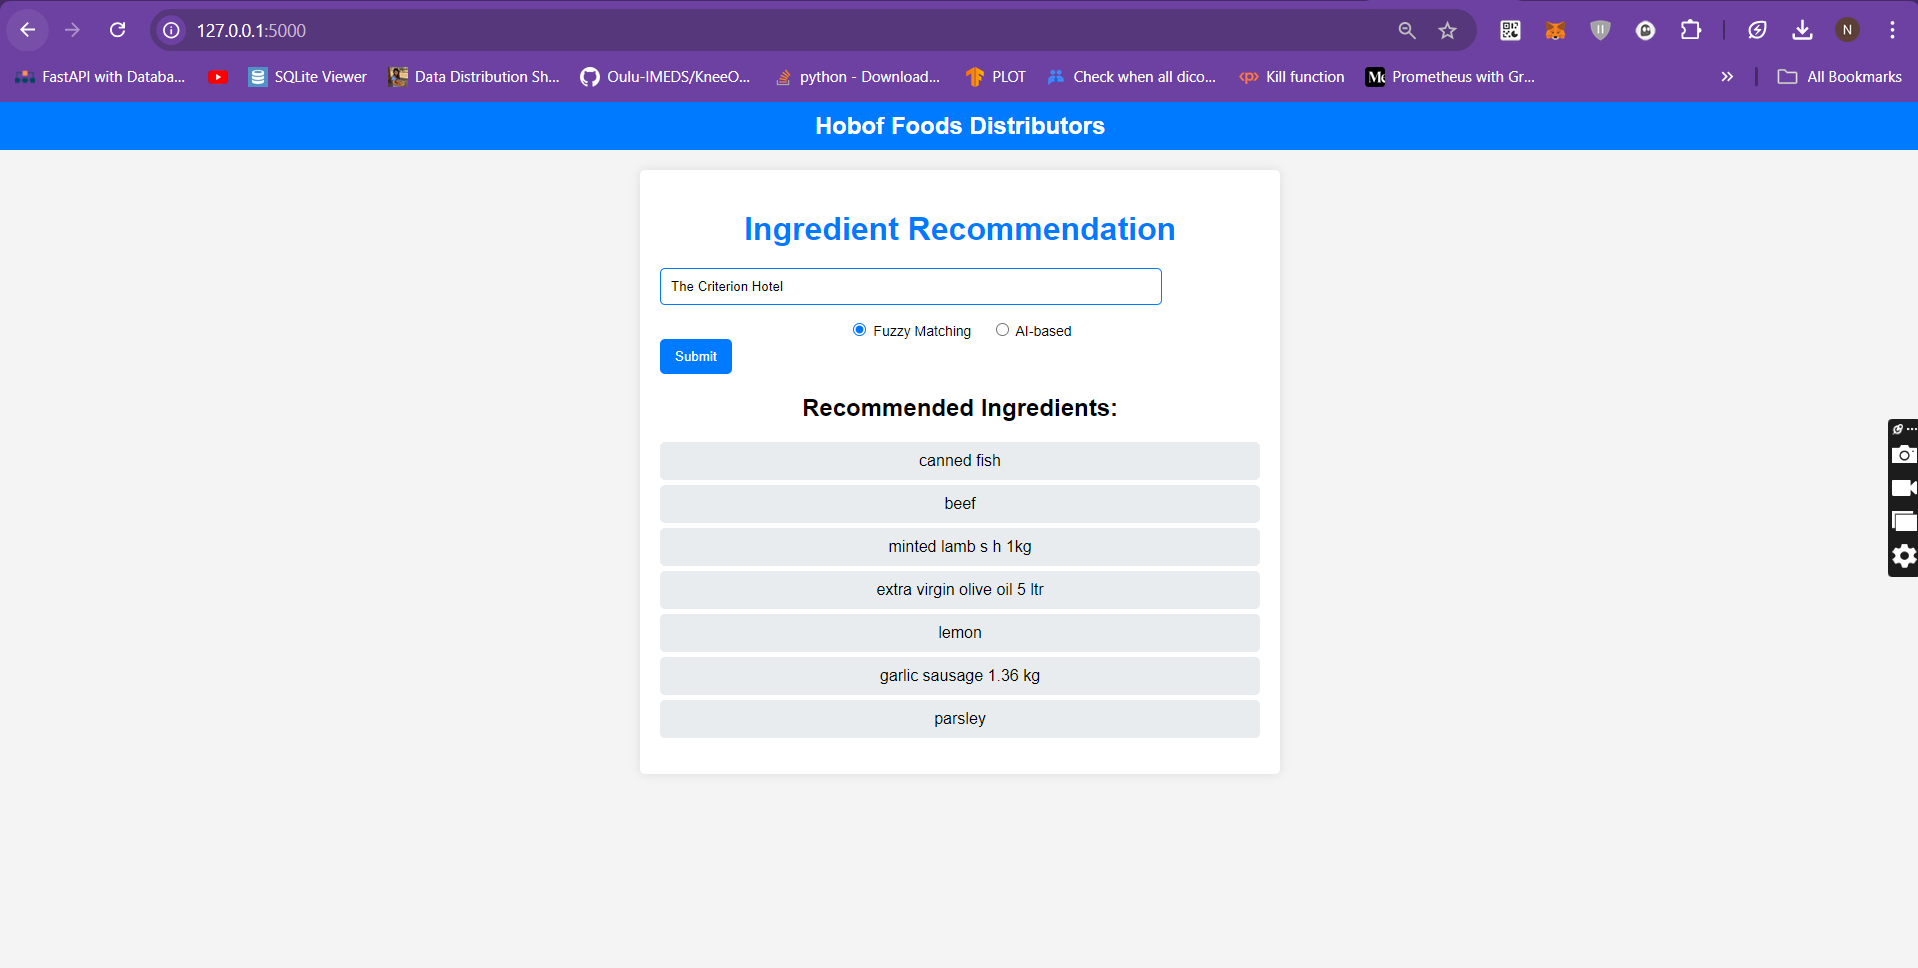 127.0.0.1:5000
N
FastAPI with Databa...
SQLite Viewer
Data Distribution Sh...
Oulu-IMEDS/KneeO...
python - Download...
PLOT
Check when all dico...
Kill function
Prometheus with Gr...
All Bookmarks
Hobof Foods Distributors
Ingredient Recommendation
The Criterion Hotel
Fuzzy Matching
AI-based
Submit
Recommended Ingredients:
canned fish
beef
minted lamb s h 1kg
extra virgin olive oil 5 ltr
lemon
garlic sausage 1.36 kg
parsley